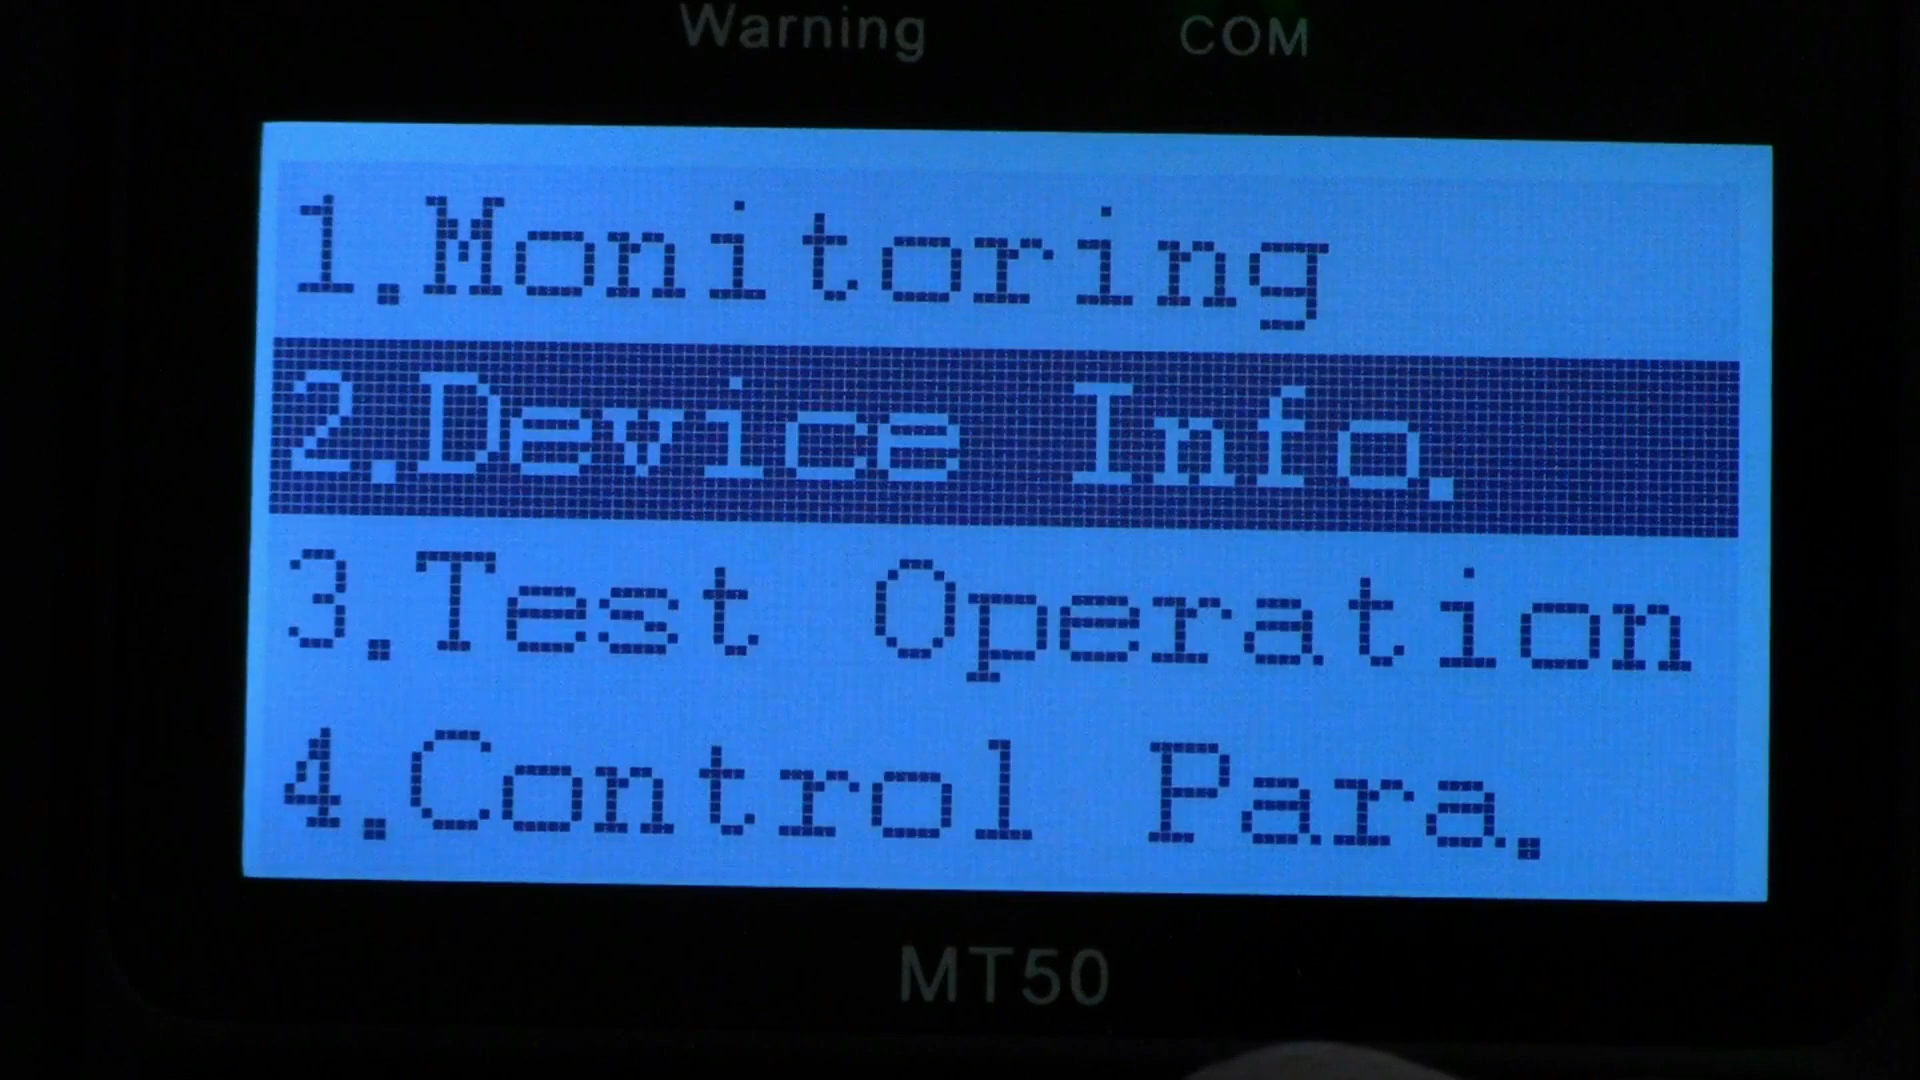 Warning COM
1.Monitoring
2.Device Info.
3.Test Operation
4.Control Para.
MT50